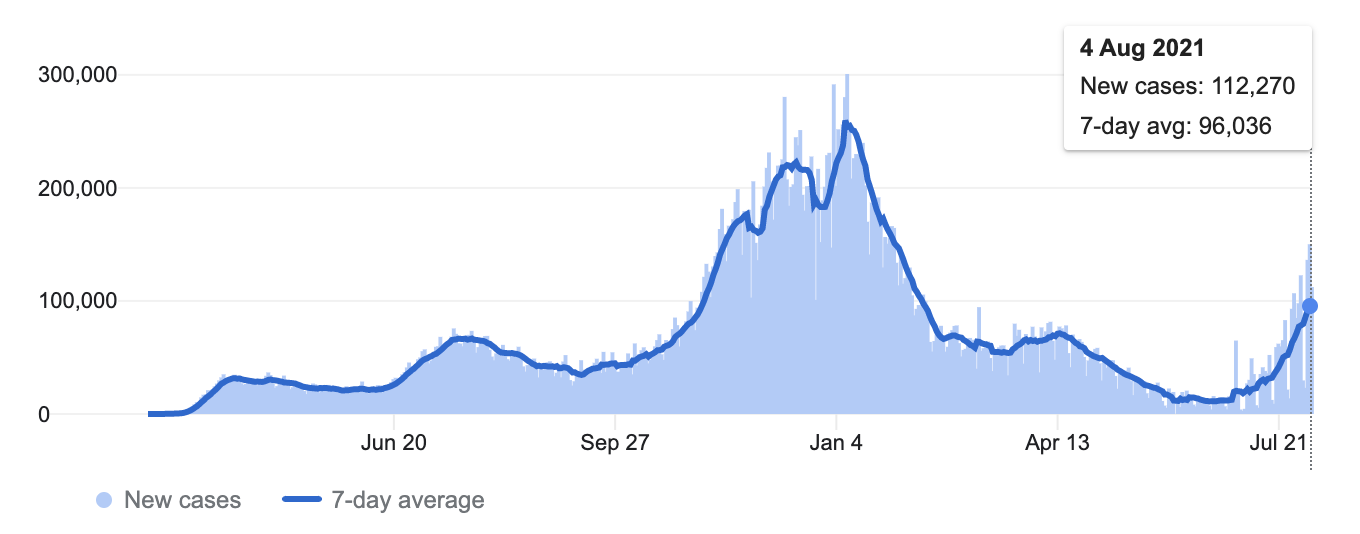 4 Aug 2021
New cases: 112,270
7-day avg: 96,036
300,000
200,000
100,000
0
Jun 20
Sep 27
Jan 4
Apr 13
Jul 21
New cases
7-day average